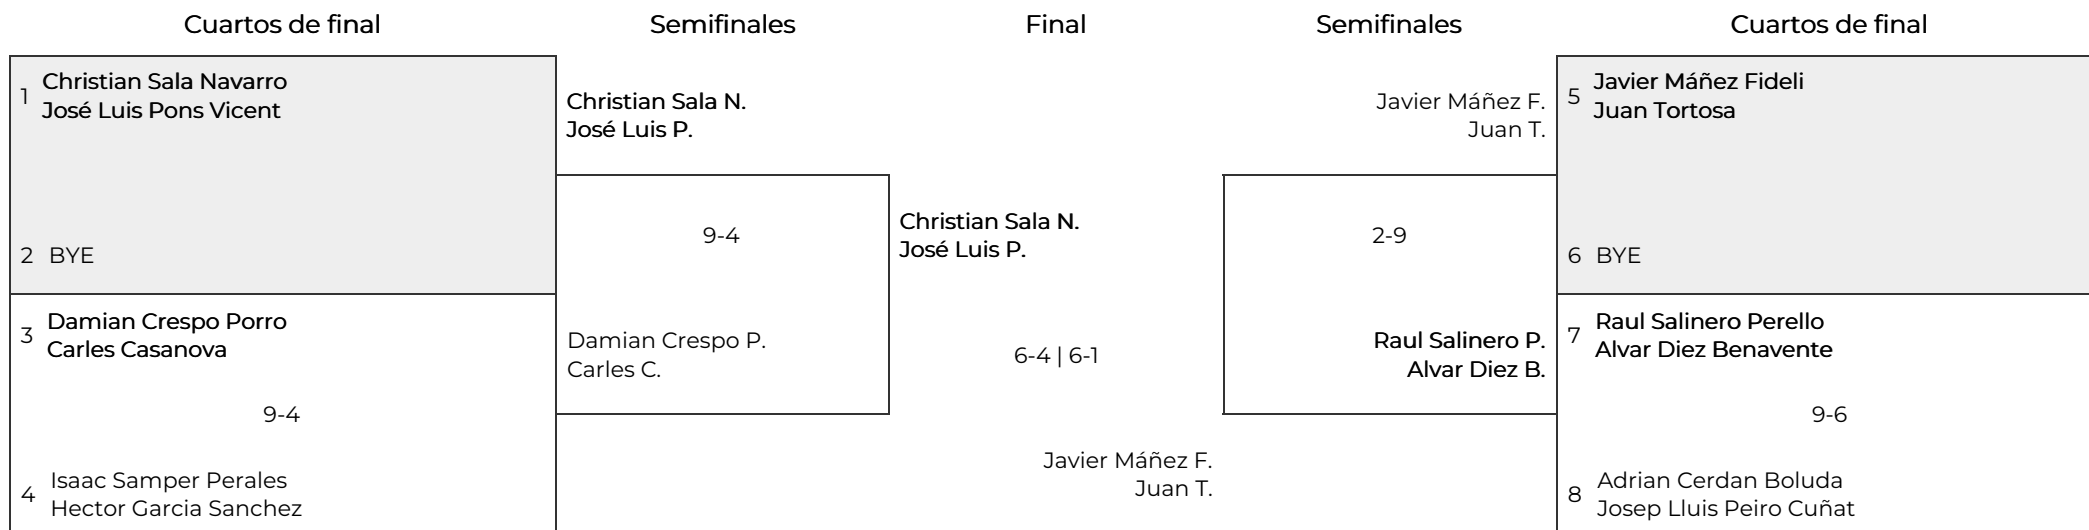 Cuartos de final
Semifinales
Final
Semifinales
Cuartos de final
1
Christian Sala Navarro
José Luis Pons Vicent
2 BYE
3
Damian Crespo Porro
Carles Casanova
9-4
4
Isaac Samper Perales
Hector Garcia Sanchez
Christian Sala N.
José Luis P.
9-4
Damian Crespo P.
Carles C.
Christian Sala N.
José Luis P.
6-4 | 6-1
Javier Máñez F.
Juan T.
Javier Máñez F.
Juan T.
2-9
Raul Salinero P.
Alvar Diez B.
5
Javier Máñez Fideli
Juan Tortosa
6 BYE
7
Raul Salinero Perello
Alvar Diez Benavente
9-6
8
Adrian Cerdan Boluda
Josep Lluis Peiro Cuñat